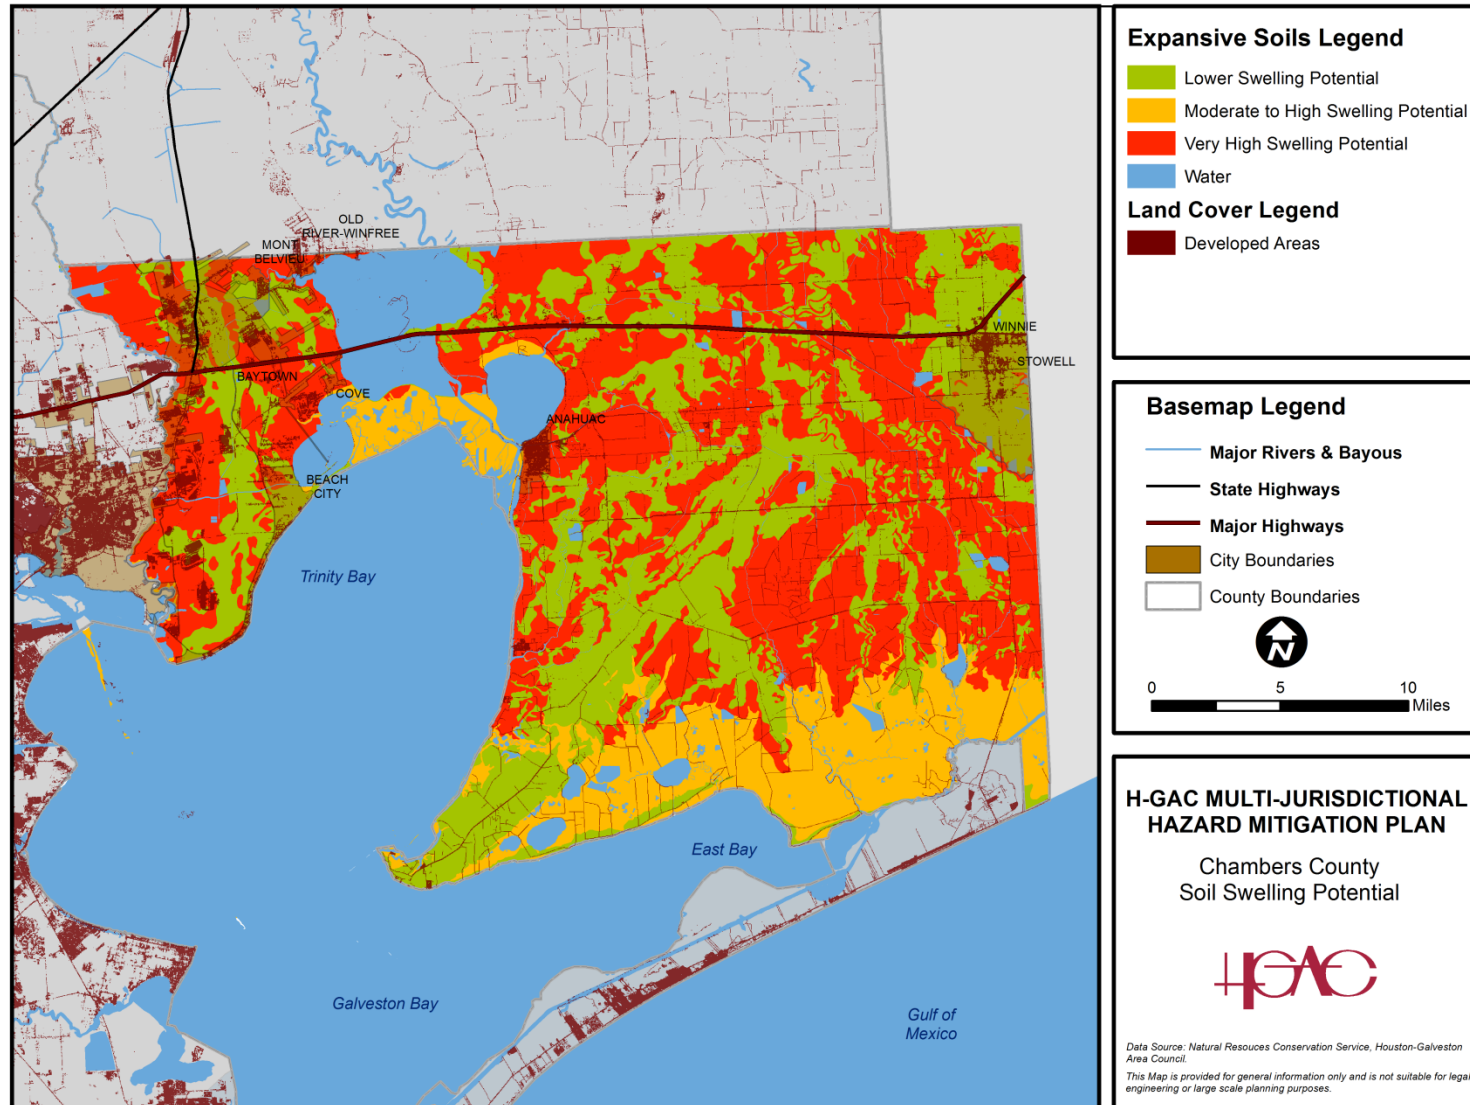 OLD
RIVER-WINFREE
MONT
BELVIEU
WINNIE
STOWELL
BAYTOWN
COVE
ANAHUAC
BEACH
CITY
Trinity Bay
East Bay
Galveston Bay
Gulf of
Mexico
Expansive Soils Legend
Lower Swelling Potential
Moderate to High Swelling Potential
Very High Swelling Potential
Water
Land Cover Legend
Developed Areas
Basemap Legend
Major Rivers & Bayous
State Highways
Major Highways
City Boundaries
County Boundaries
N
0 5 10
Miles
H-GAC MULTI-JURISDICTIONAL
HAZARD MITIGATION PLAN
Chambers County
Soil Swelling Potential
HGAC
Data Source: Natural Resouces Conservation Service, Houston-Galveston
Area Council.
This Map is provided for general information only and is not suitable for legal,
engineering or large scale planning purposes.